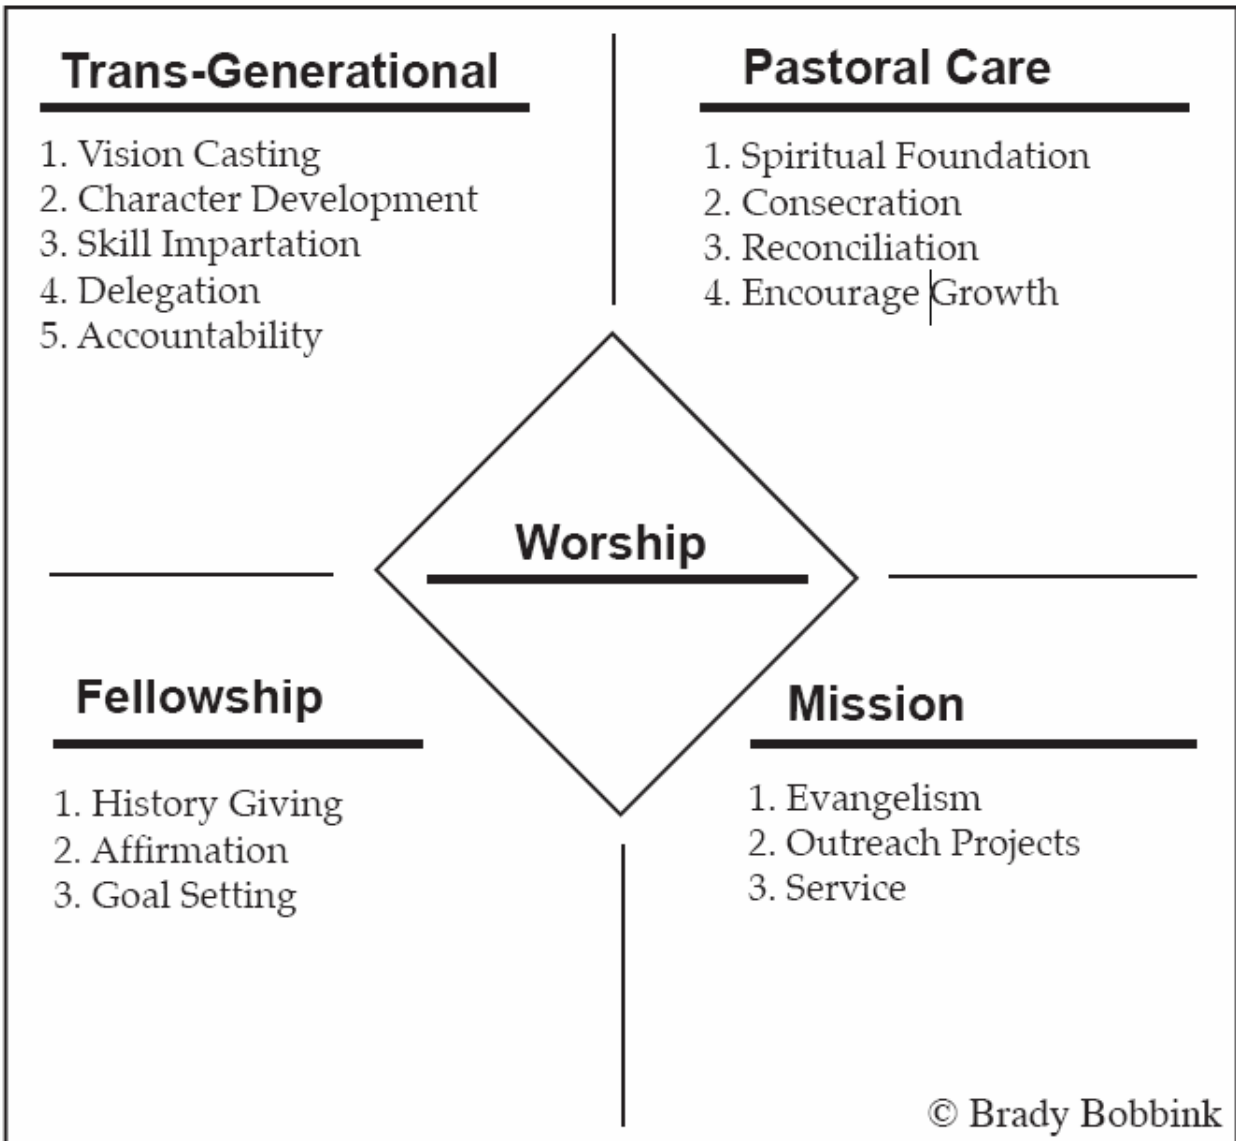 Trans-Generational
1. Vision Casting
2. Character Development
3. Skill Impartation
4. Delegation
5. Accountability
Pastoral Care
1. Spiritual Foundation
2. Consecration
3. Reconciliation
4. Encourage Growth
Worship
Fellowship
1. History Giving
2. Affirmation
3. Goal Setting
Mission
1. Evangelism
2. Outreach Projects
3. Service
© Brady Bobbink